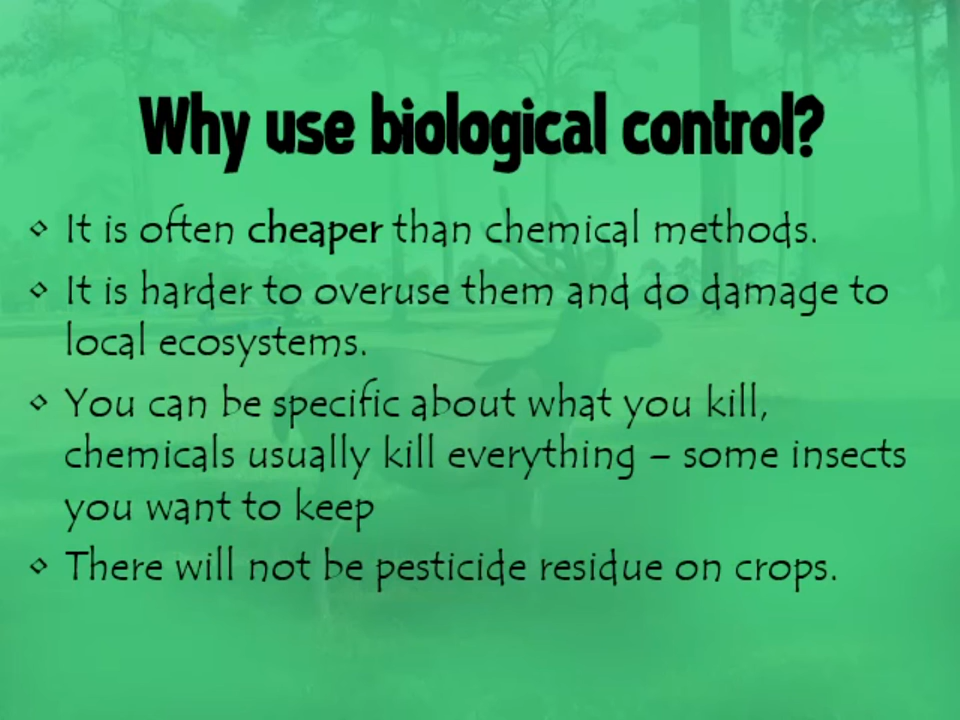 Why use biological control?
It is often cheaper than chemical methods.
It is harder to overuse them and do damage to
local ecosystems.
You can be specific about what you kill,
chemicals usually kill everything – some insects
you want to keep
There will not be pesticide residue on crops.